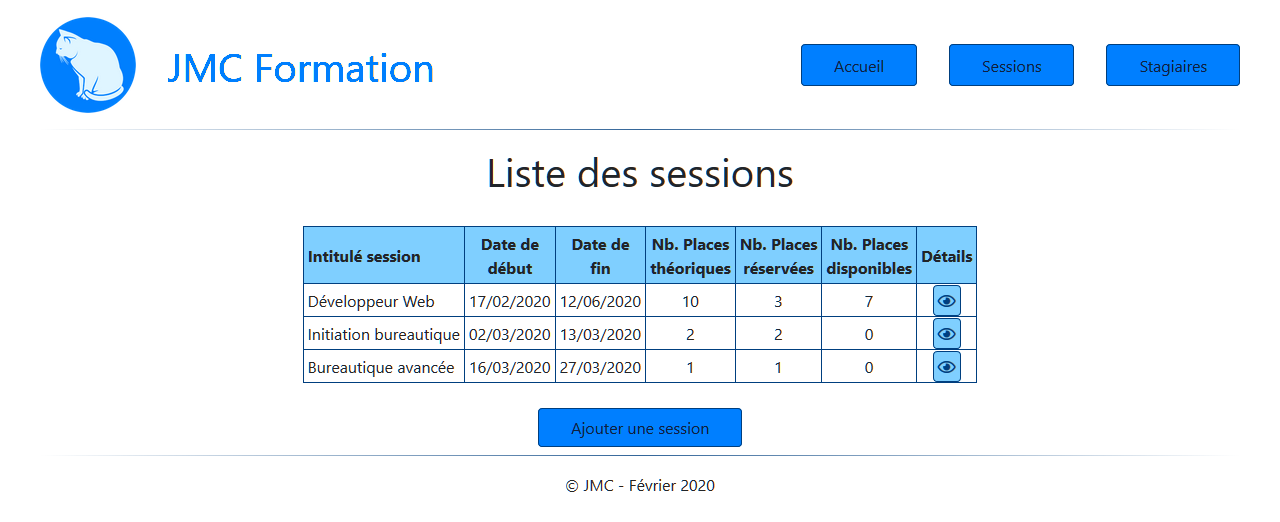 JMC Formation
Accueil Sessions Stagiaires
Liste des sessions
Intitulé session Date de début Date de fin Nb. Places théoriques Nb. Places réservées Nb. Places disponibles Détails
Développeur Web 17/02/2020 12/06/2020 10 3 7
Initiation bureautique 02/03/2020 13/03/2020 2 2 0
Bureautique avancée 16/03/2020 27/03/2020 1 1 0
Ajouter une session
© JMC - Février 2020